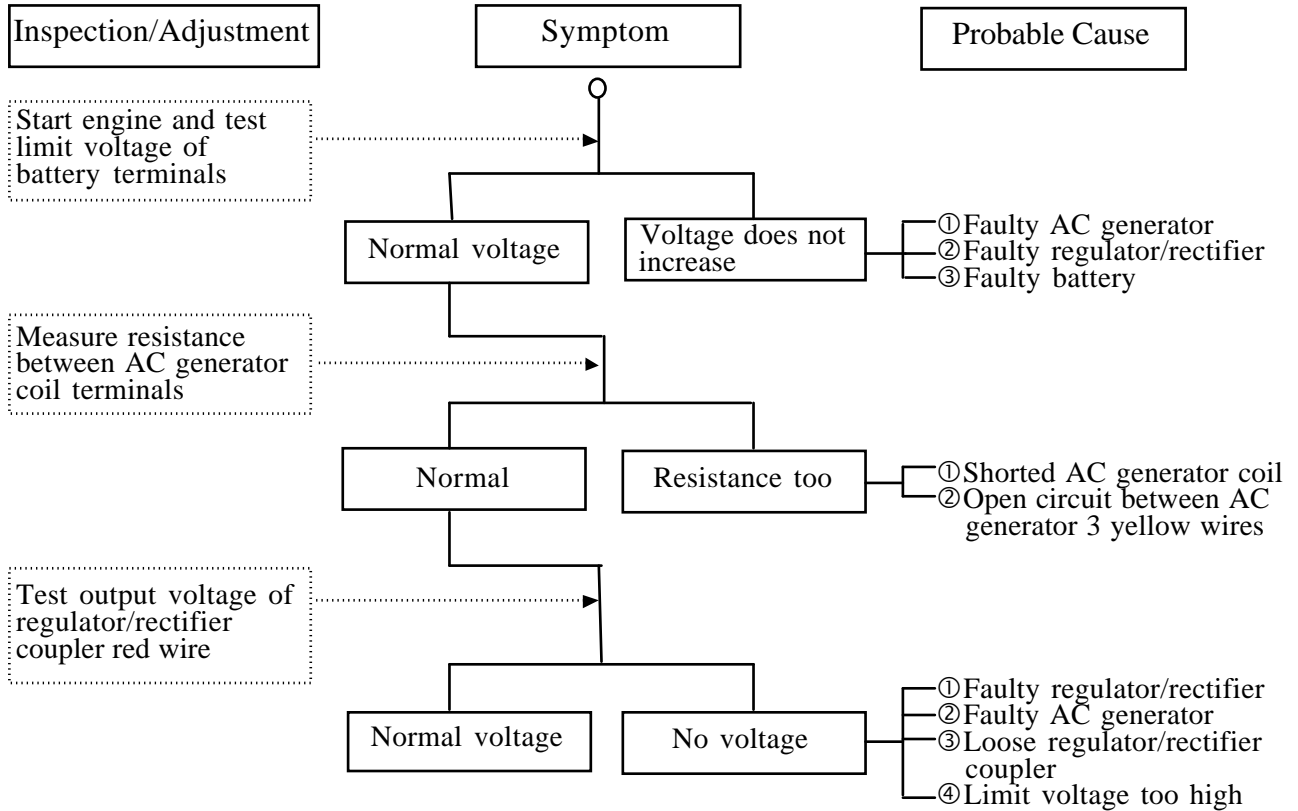 Inspection/Adjustment
Symptom
Probable Cause
Start engine and test
limit voltage of
battery terminals
Normal voltage
Voltage does not
increase
①Faulty AC generator
②Faulty regulator/rectifier
③Faulty battery
Measure resistance
between AC generator
coil terminals
Normal
Resistance too
①Shorted AC generator coil
②Open circuit between AC
generator 3 yellow wires
Test output voltage of
regulator/rectifier
coupler red wire
Normal voltage
No voltage
①Faulty regulator/rectifier
②Faulty AC generator
③Loose regulator/rectifier
coupler
④Limit voltage too high